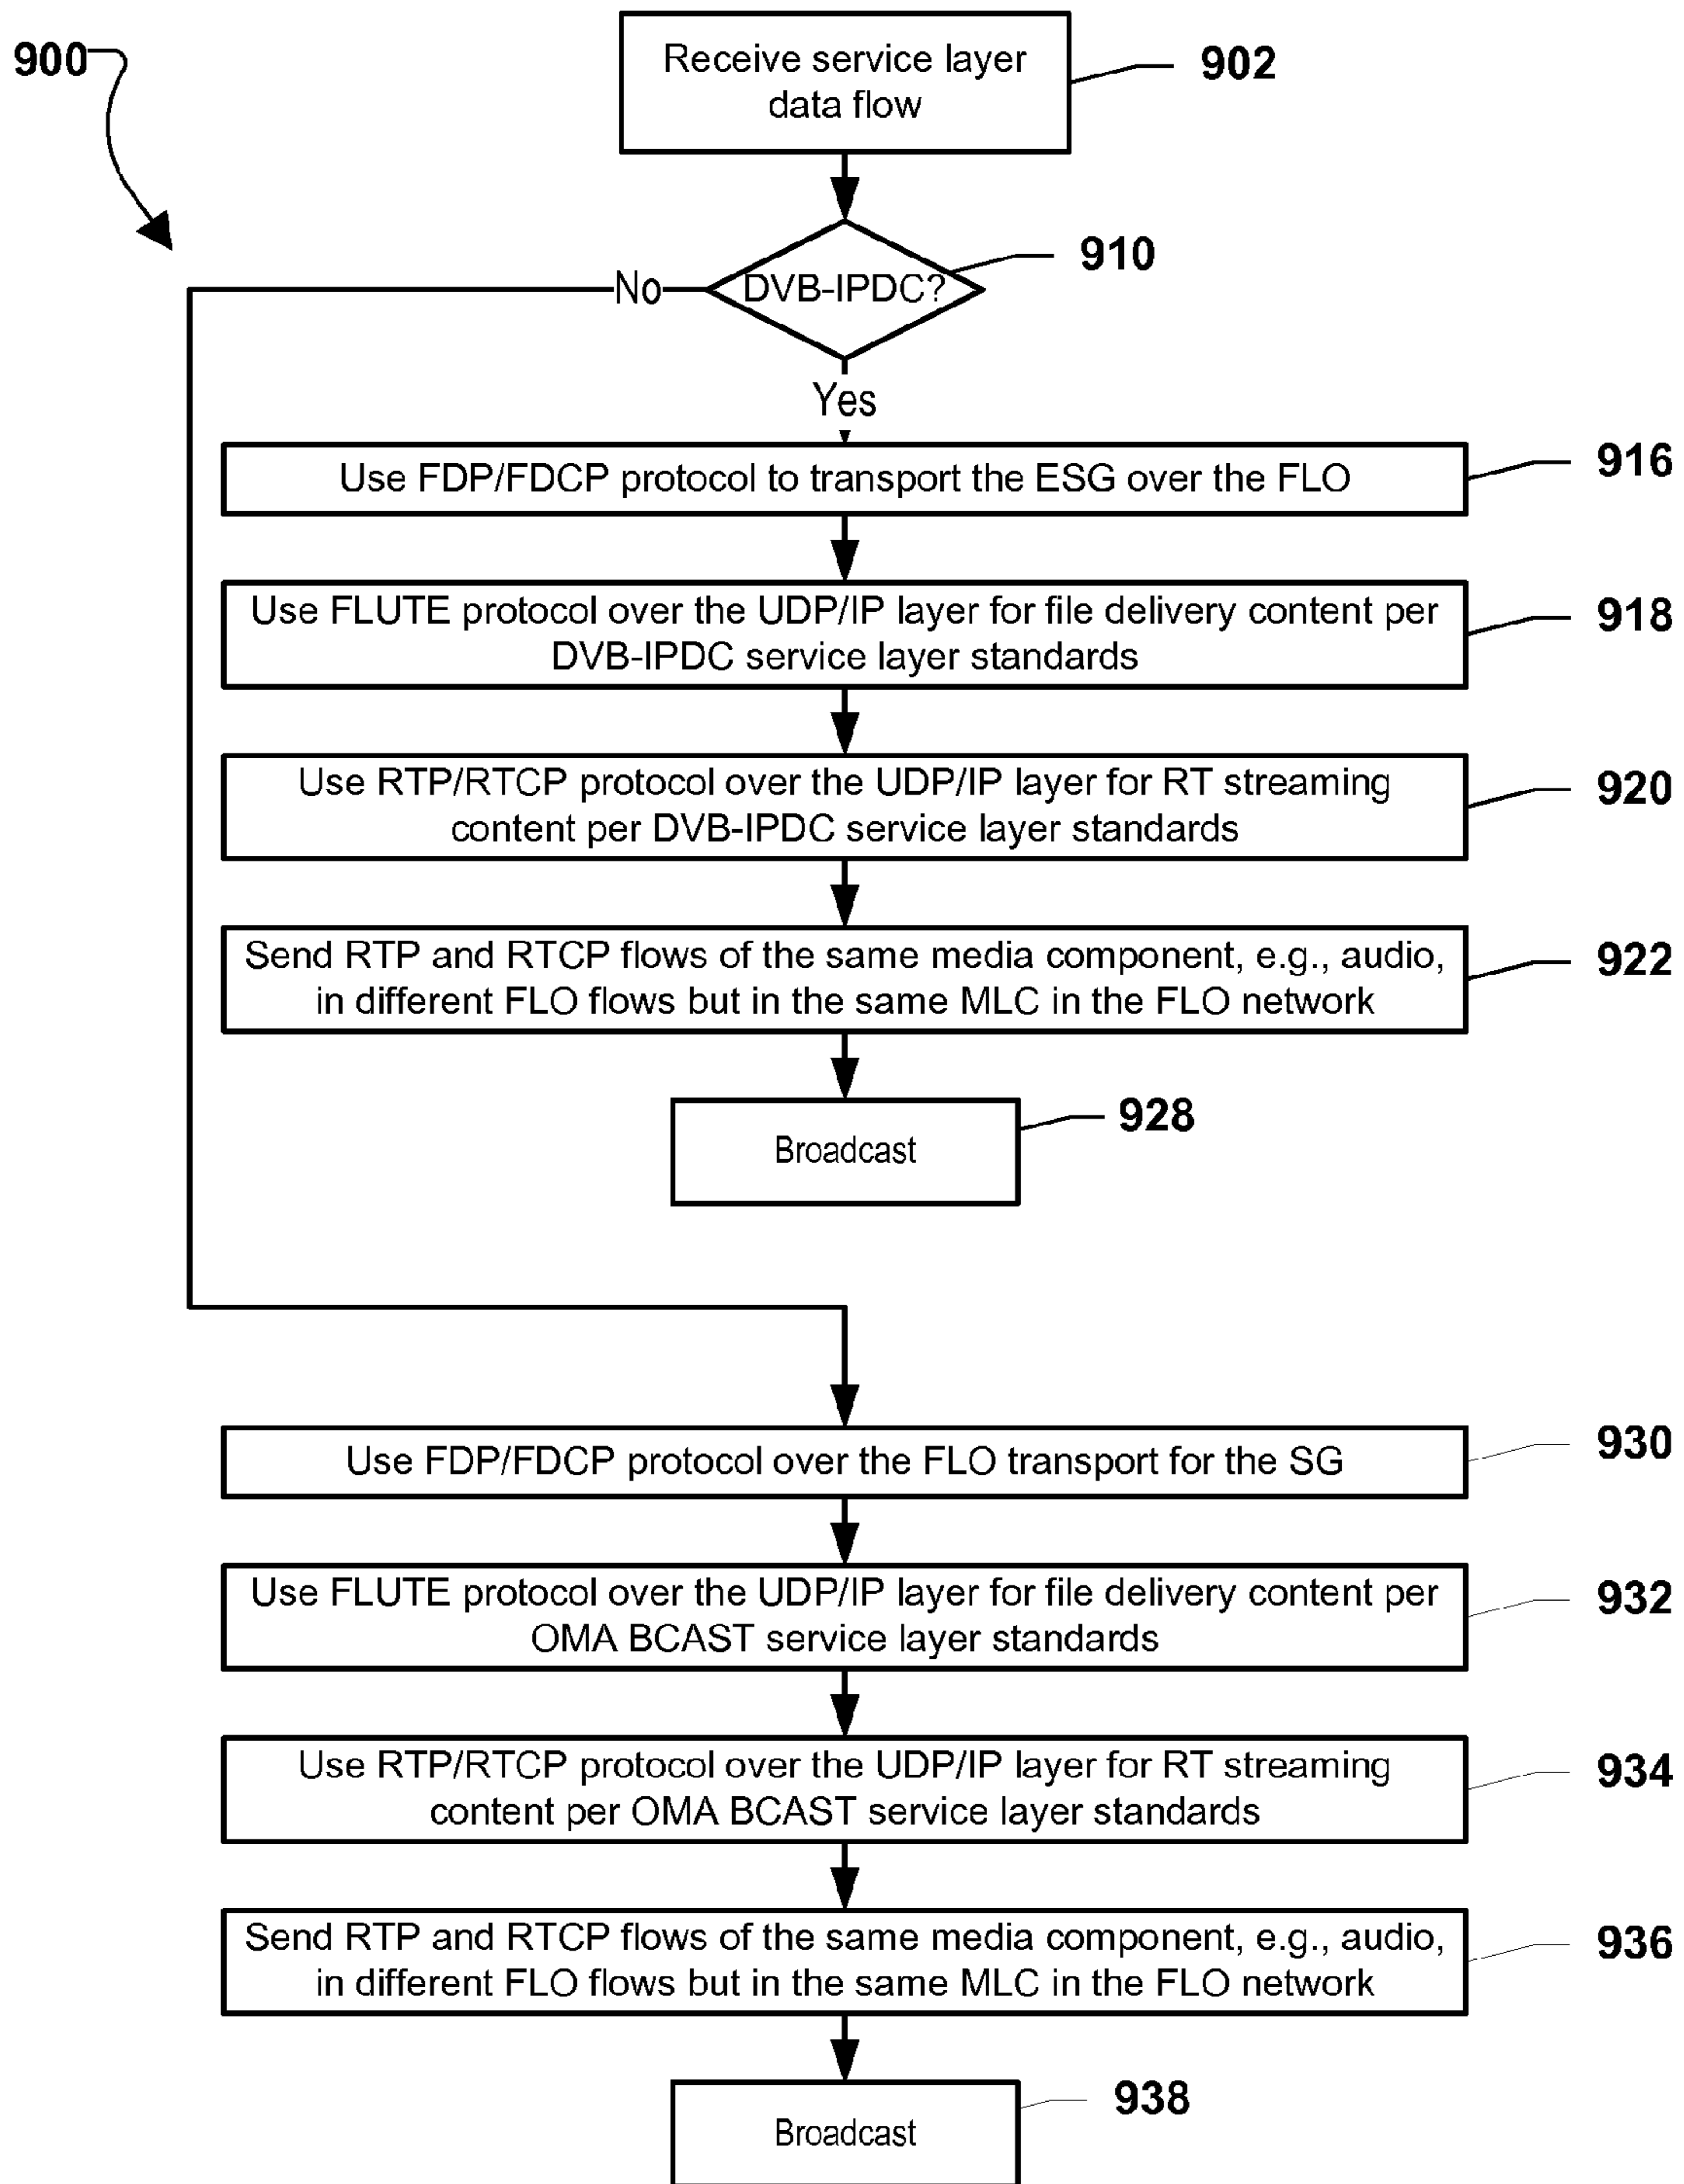 900
Receive service layer
data flow
902
DVB-IPDC?
910
No
Yes
Use FDP/FDCP protocol to transport the ESG over the FLO
916
Use FLUTE protocol over the UDP/IP layer for file delivery content per
DVB-IPDC service layer standards
918
Use RTP/RTCP protocol over the UDP/IP layer for RT streaming
content per DVB-IPDC service layer standards
920
Send RTP and RTCP flows of the same media component, e.g., audio,
in different FLO flows but in the same MLC in the FLO network
922
Broadcast
928
Use FDP/FDCP protocol over the FLO transport for the SG
930
Use FLUTE protocol over the UDP/IP layer for file delivery content per
OMA BCAST service layer standards
932
Use RTP/RTCP protocol over the UDP/IP layer for RT streaming
content per OMA BCAST service layer standards
934
Send RTP and RTCP flows of the same media component, e.g., audio,
in different FLO flows but in the same MLC in the FLO network
936
Broadcast
938